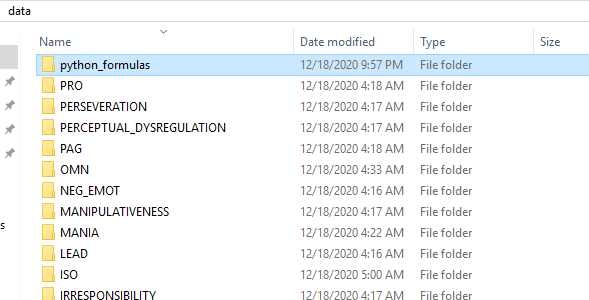 data
Name Date modified Type Size
python_formulas 12/18/2020 9:57 PM File folder
PRO 12/18/2020 4:18 AM File folder
PERSEVERATION 12/18/2020 4:17 AM File folder
PERCEPTUAL_DYSREGULATION 12/18/2020 4:17 AM File folder
PAG 12/18/2020 4:18 AM File folder
OMN 12/18/2020 4:33 AM File folder
NEG_EMOT 12/18/2020 4:16 AM File folder
MANIPULATIVENESS 12/18/2020 4:17 AM File folder
MANIA 12/18/2020 4:22 AM File folder
s
LEAD 12/18/2020 4:16 AM File folder
ISO 12/18/2020 5:00 AM File folder
IRRESPONSIBILITY 12/18/2020 4:17 AM File folder